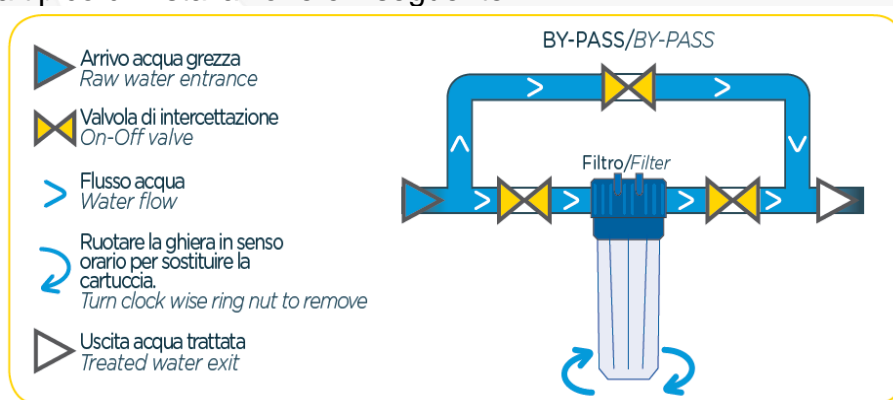 Arrivo acqua grezza
Raw water entrance
Valvola di intercettazione
On-Off valve
Flusso acqua
Water flow
Ruotare la ghiera in senso
orario per sostituire la
cartuccia.
Turn clock wise ring nut to remove
Uscita acqua trattata
Treated water exit
BY-PASS/BY-PASS
Filtro/Filter